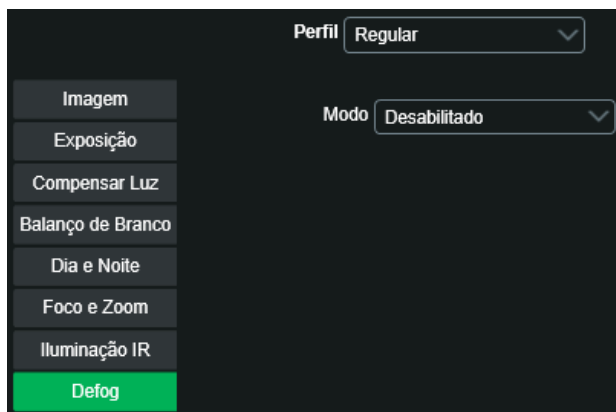 Perfil Regular
Imagem
Modo Desabilitado
Exposição
Compensar Luz
Balanço de Branco
Dia e Noite
Foco e Zoom
Iluminação IR
Defog